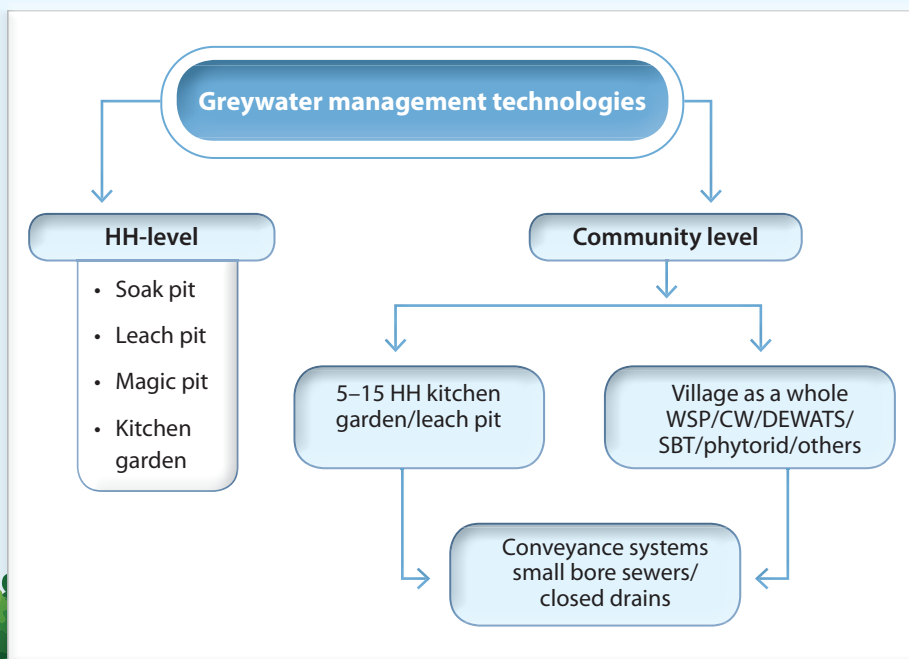 Greywater management technologies
HH-level
• Soak pit
• Leach pit
• Magic pit
• Kitchen
garden
Community level
5–15 HH kitchen
garden/leach pit
Village as a whole
WSP/CW/DEWATS/
SBT/phytorid/others
Conveyance systems
small bore sewers/
closed drains